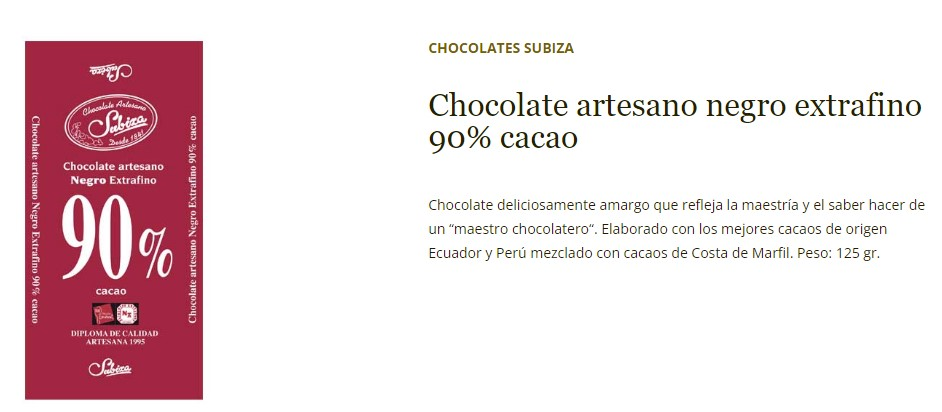 Subiza
Chocolate Artesano
Subiza
Desde 1841
Chocolate artesano
Negro Extrafino
90%
cacao
DIPLOMA DE CALIDAD
ARTESANA 1995
Subiza
Chocolate artesano Negro Extrafino 90% cacao
Chocolate artesano Negro Extrafino 90% cacao
CHOCOLATES SUBIZA
Chocolate artesano negro extrafino
90% cacao
Chocolate deliciosamente amargo que refleja la maestría y el saber hacer de
un “maestro chocolatero“. Elaborado con los mejores cacaos de origen
Ecuador y Perú mezclado con cacaos de Costa de Marfil. Peso: 125 gr.